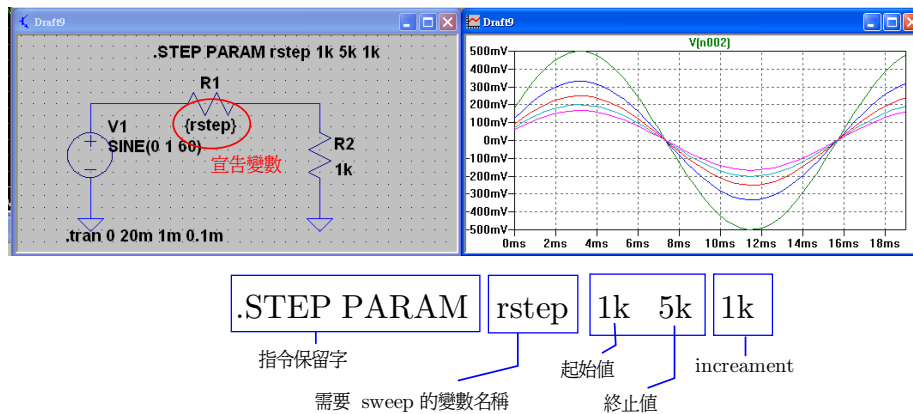 Draft9
.STEP PARAM rstep 1k 5k 1k
R1
{rstep}
V1
SINE(0 1 60)
宣告變數
R2
1k
.tran 0 20m 1m 0.1m
Draft9
V(n002)
500mV
400mV
300mV
200mV
100mV
0mV
-100mV
-200mV
-300mV
-400mV
-500mV
0ms 2ms 4ms 6ms 8ms 10ms 12ms 14ms 16ms 18ms
.STEP PARAM rstep 1k 5k 1k
指令保留字
起始值
increament
需要 sweep 的變數名稱
終止值